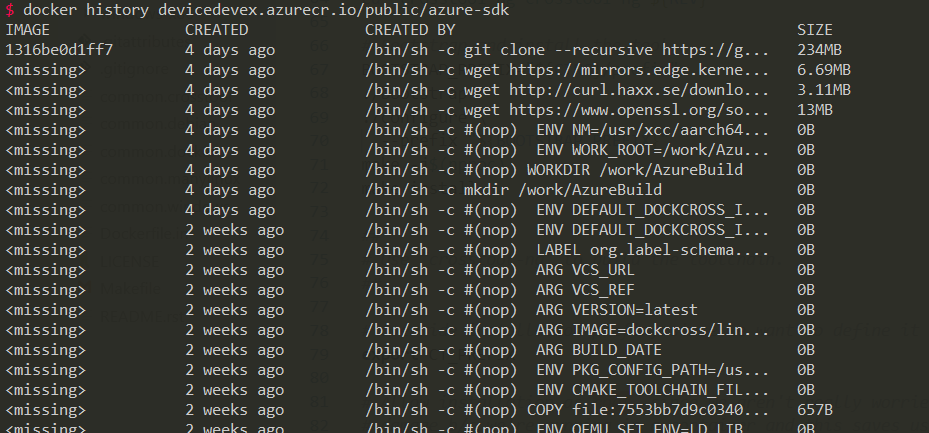 $ docker history devicedevex.azurecr.io/public/azure-sdk
IMAGE CREATED CREATED BY SIZE
1316be0d1ff7 4 days ago /bin/sh -c git clone --recursive https://g... 234MB
<missing> 4 days ago /bin/sh -c wget https://mirrors.edge.kerne... 6.69MB
<missing> 4 days ago /bin/sh -c wget http://curl.haxx.se/downlo... 3.11MB
<missing> 4 days ago /bin/sh -c wget https://www.openssl.org/so... 13MB
<missing> 4 days ago /bin/sh -c #(nop) ENV NM=/usr/xcc/aarch64... 0B
<missing> 4 days ago /bin/sh -c #(nop) ENV WORK_ROOT=/work/Azu... 0B
<missing> 4 days ago /bin/sh -c #(nop) WORKDIR /work/AzureBuild 0B
<missing> 4 days ago /bin/sh -c mkdir /work/AzureBuild 0B
<missing> 4 days ago /bin/sh -c #(nop) ENV DEFAULT_DOCKCROSS_I... 0B
<missing> 2 weeks ago /bin/sh -c #(nop) ENV DEFAULT_DOCKCROSS_I... 0B
<missing> 2 weeks ago /bin/sh -c #(nop) LABEL org.label-schema.... 0B
<missing> 2 weeks ago /bin/sh -c #(nop) ARG VCS_URL 0B
<missing> 2 weeks ago /bin/sh -c #(nop) ARG VCS_REF 0B
<missing> 2 weeks ago /bin/sh -c #(nop) ARG VERSION=latest 0B
<missing> 2 weeks ago /bin/sh -c #(nop) ARG IMAGE=dockcross/lin... 0B
<missing> 2 weeks ago /bin/sh -c #(nop) ARG BUILD_DATE 0B
<missing> 2 weeks ago /bin/sh -c #(nop) ENV PKG_CONFIG_PATH=/us... 0B
<missing> 2 weeks ago /bin/sh -c #(nop) ENV CMAKE_TOOLCHAIN_FIL... 0B
<missing> 2 weeks ago /bin/sh -c #(nop) COPY file:7553bb7d9c0340... 657B
<missing> 2 weeks ago /bin/sh -c #(nop) ENV QEMU_SET_ENV=LD_LIB... 0B